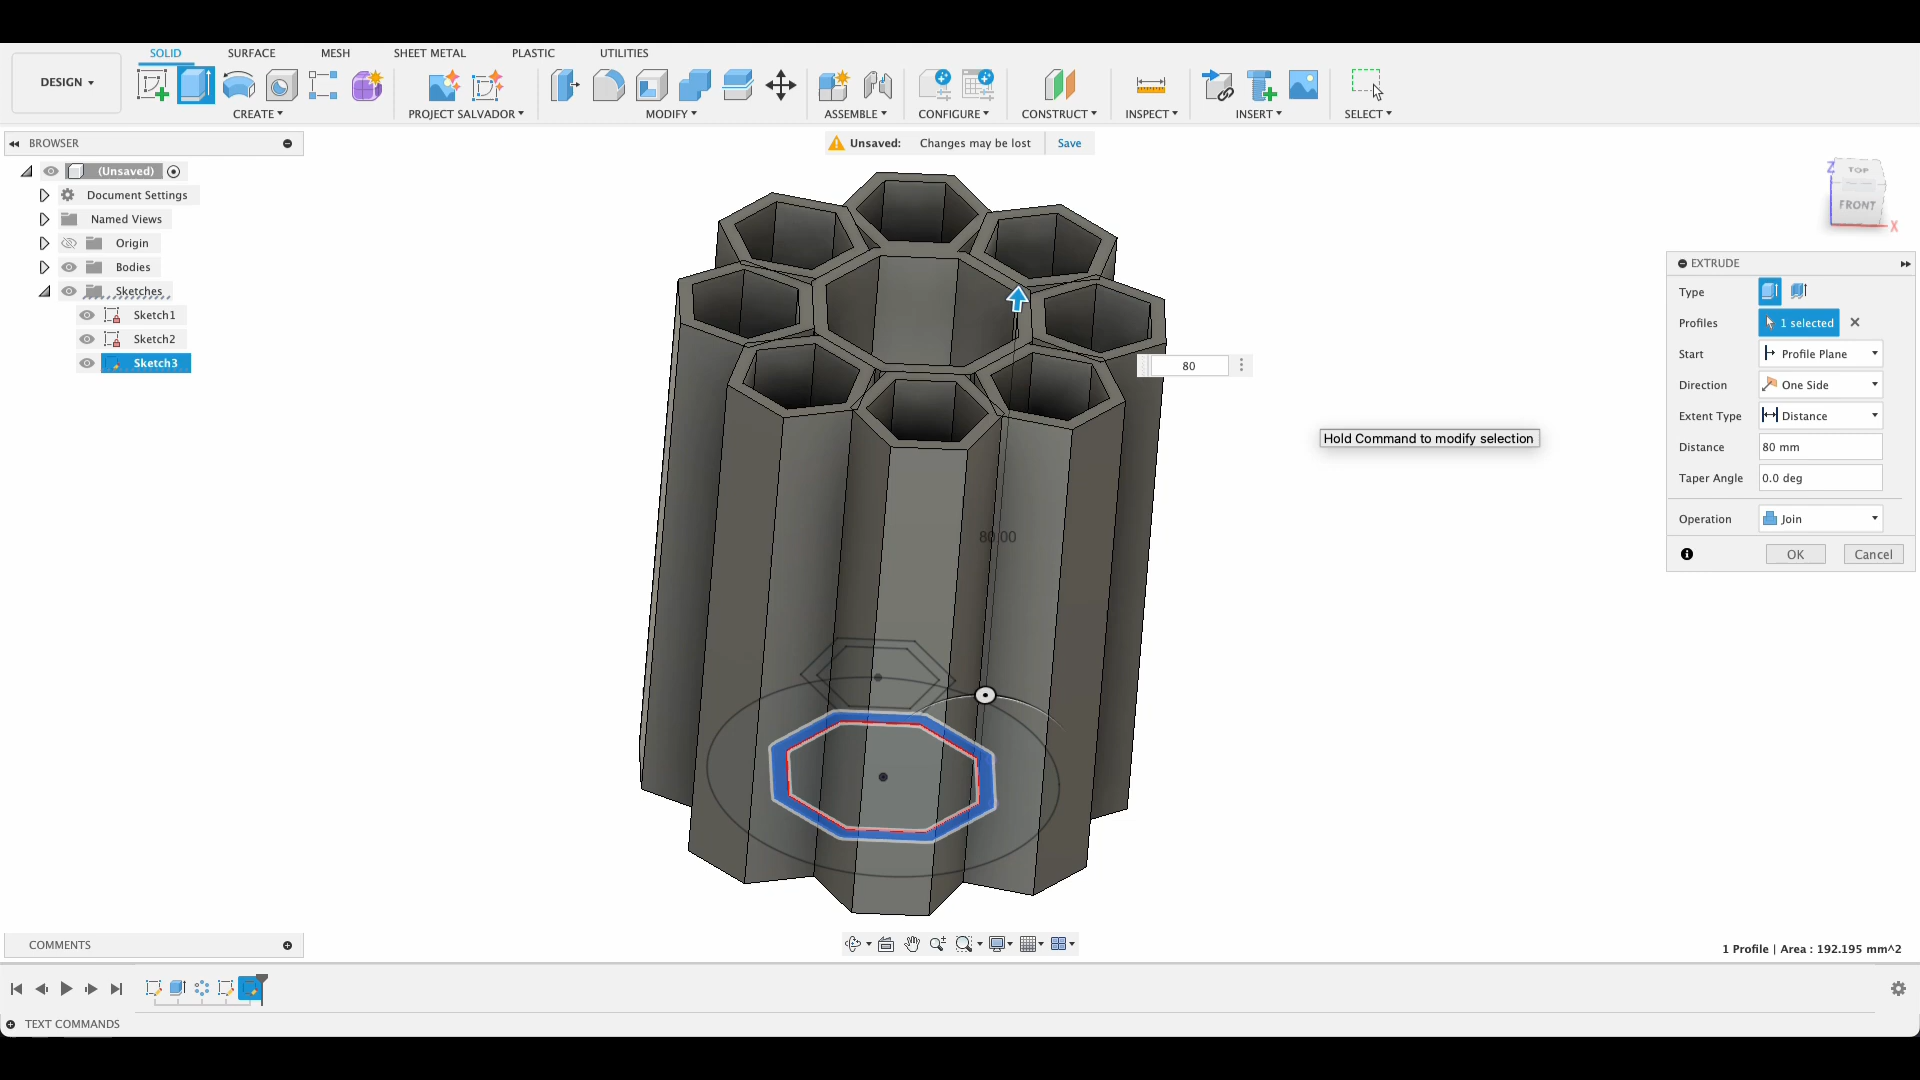 SOLID SURFACE MESH SHEET METAL PLASTIC UTILITIES
DESIGN
CREATE PROJECT SALVADOR MODIFY ASSEMBLE CONFIGURE CONSTRUCT INSPECT INSERT SELECT
BROWSER
Unsaved: Changes may be lost Save
(Unsaved)
Document Settings
Named Views
Origin
Bodies
Sketches
Sketch1
Sketch2
Sketch3
Z
TOP
FRONT
X
80
80.00
Hold Command to modify selection
EXTRUDE
Type
Profiles 1 selected
Start Profile Plane
Direction One Side
Extent Type Distance
Distance 80 mm
Taper Angle 0.0 deg
Operation Join
OK Cancel
COMMENTS
1 Profile | Area : 192.195 mm^2
TEXT COMMANDS